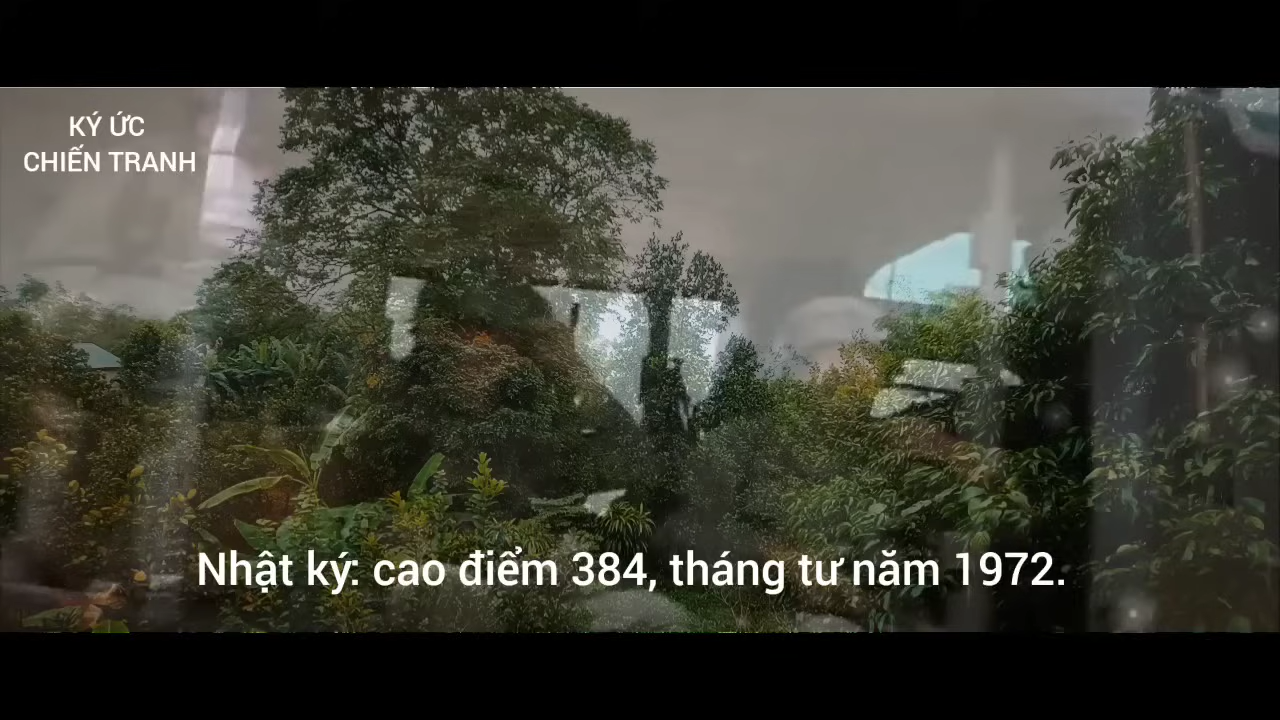 KÝ ỨC
CHIẾN TRANH
Nhật ký: cao điểm 384, tháng tư năm 1972.